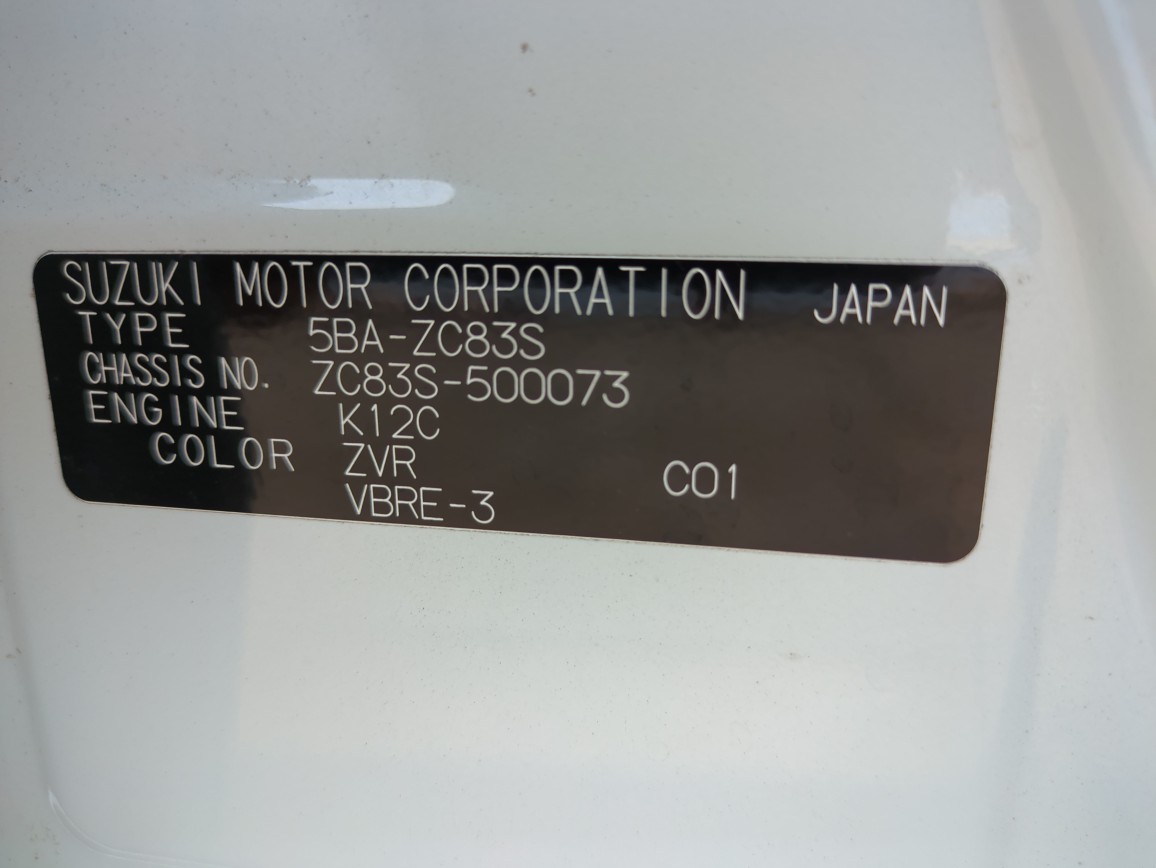 SUZUKI MOTOR CORPORATION JAPAN
TYPE 5BA-ZC83S
CHASSIS NO. ZC83S-500073
ENGINE K12C
COLOR ZVR C01
VBRE-3